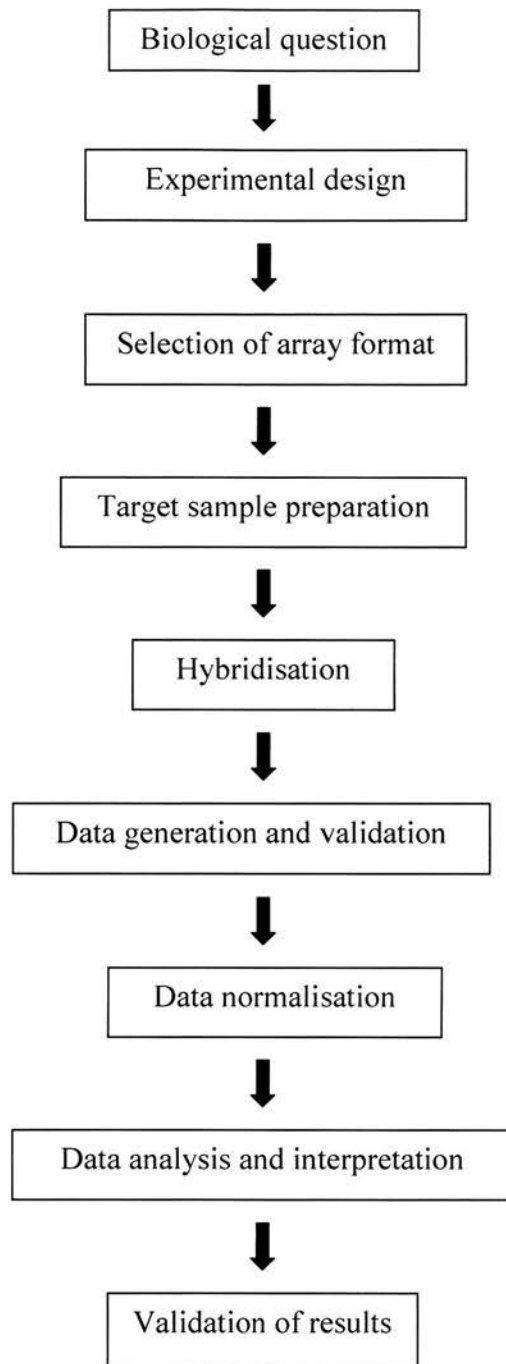 Biological question
Experimental design
Selection of array format
Target sample preparation
Hybridisation
Data generation and validation
Data normalisation
Data analysis and interpretation
Validation of results